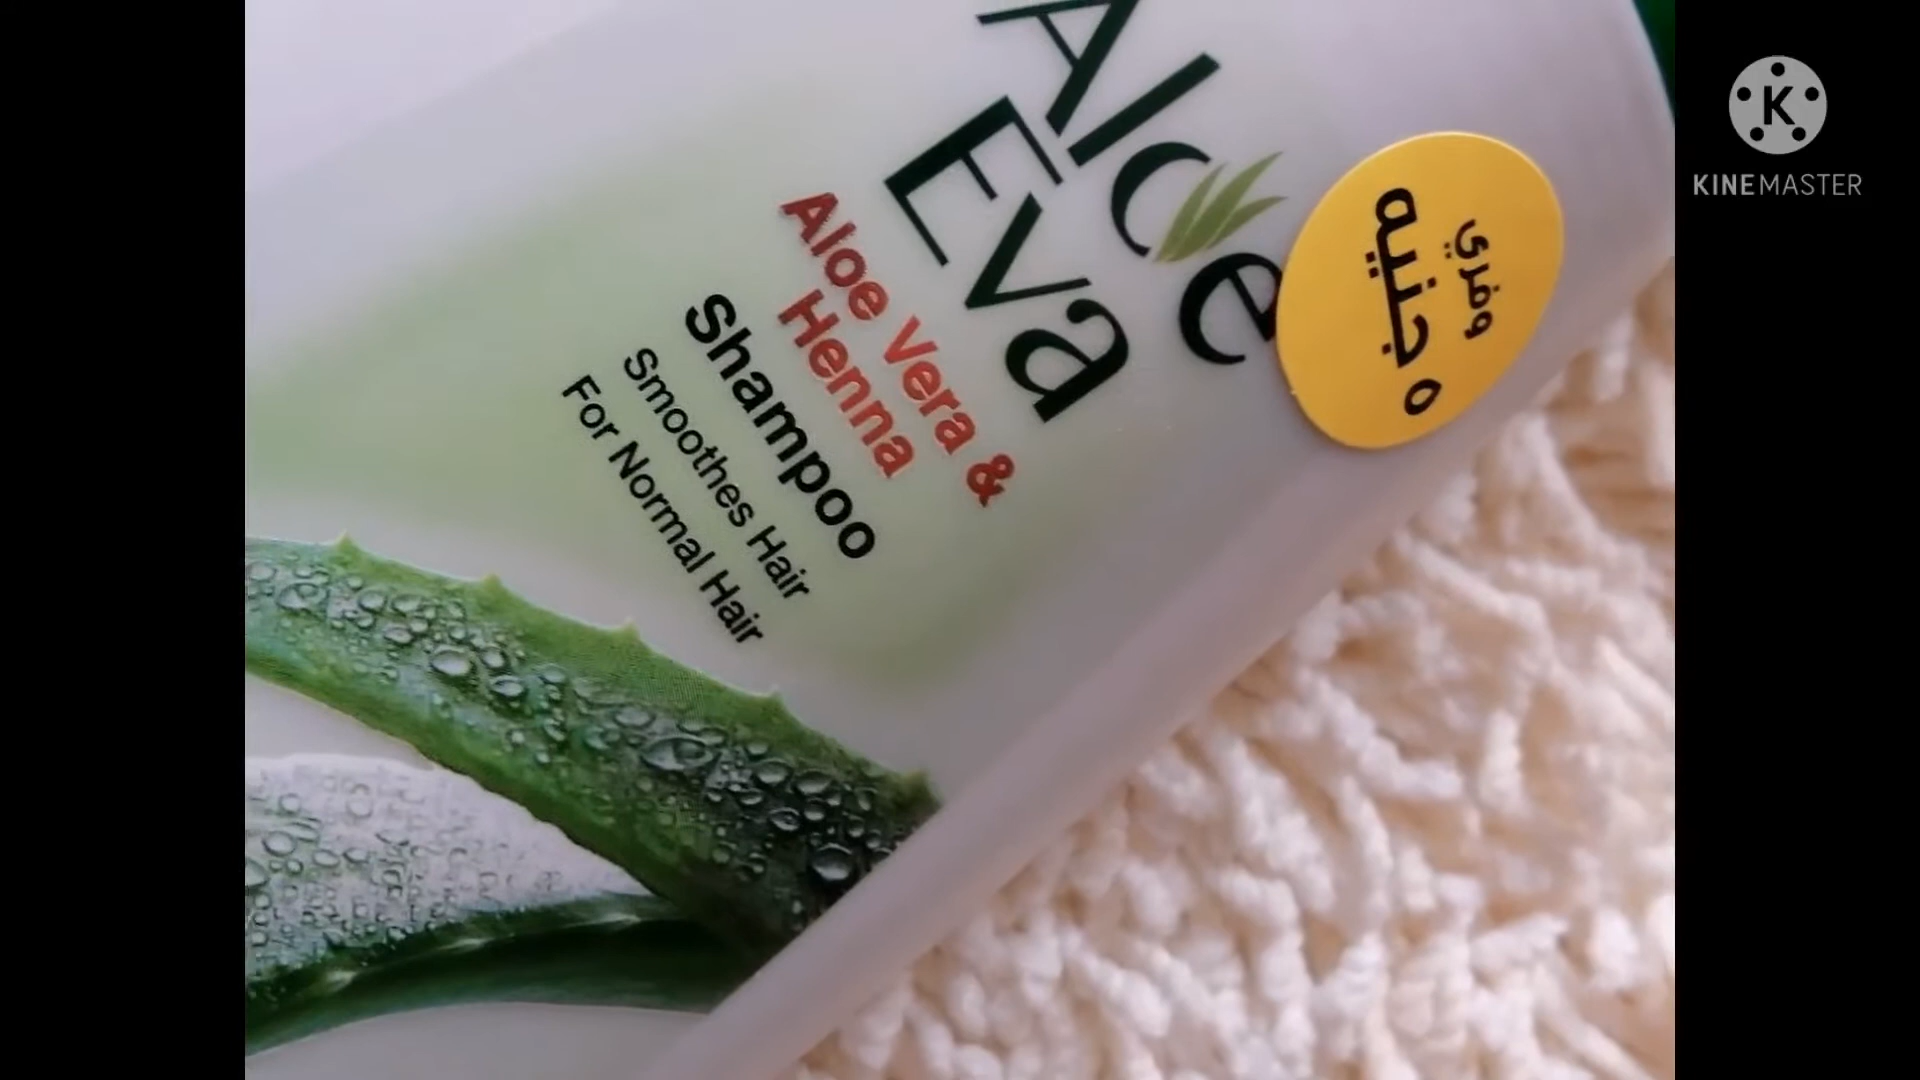 Aloe
Eva
Aloe Vera &
Henna
Shampoo
Smoothes Hair
For Normal Hair
وفري
٥ جنيه
K
KINEMASTER